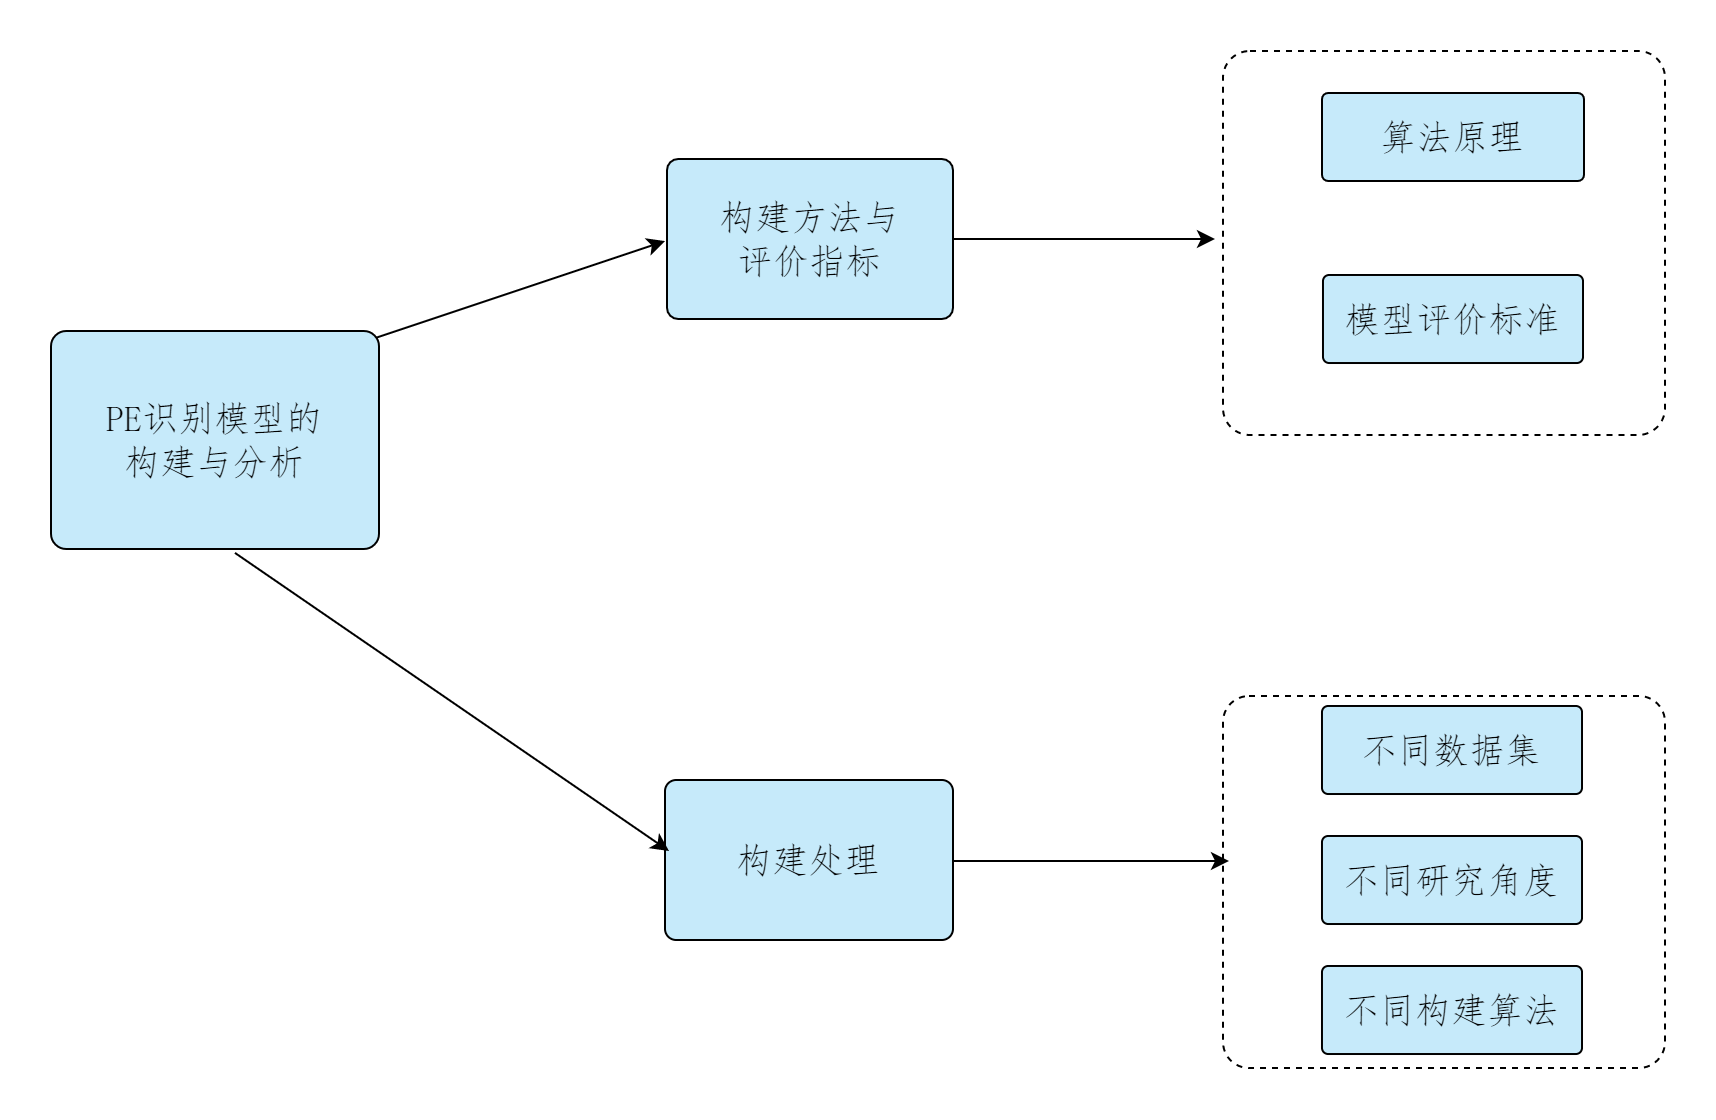 PE识别模型的
构建与分析
构建方法与
评价指标
算法原理
模型评价标准
构建处理
不同数据集
不同研究角度
不同构建算法